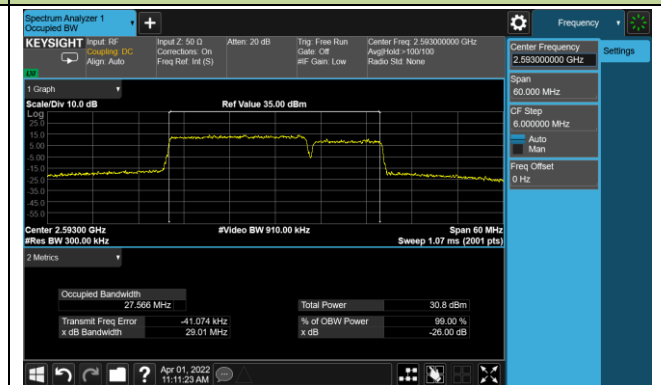 Spectrum Analyzer 1
Occupied BW
Frequency
KEYSIGHT Input: RF
Coupling: DC
Align: Auto
Input Z: 50 Ω
Corrections: On
Freq Ref: Int (S)
Atten: 20 dB
Trig: Free Run
Gate: Off
#IF Gain: Low
Center Freq: 2.593000000 GHz
Avg|Hold:>100/100
Radio Std: None
Center Frequency
2.593000000 GHz
Settings
Span
60.000 MHz
CF Step
6.000000 MHz
Auto
Man
Freq Offset
0 Hz
1 Graph
Scale/Div 10.0 dB
Ref Value 35.00 dBm
Log
25.0
15.0
5.00
-5.00
-15.0
-25.0
-35.0
-45.0
-55.0
Center 2.59300 GHz
#Video BW 910.00 kHz
Span 60 MHz
#Res BW 300.00 kHz
Sweep 1.07 ms (2001 pts)
2 Metrics
Occupied Bandwidth
27.566 MHz
Total Power 30.8 dBm
Transmit Freq Error -41.074 kHz
% of OBW Power 99.00 %
x dB Bandwidth 29.01 MHz
x dB -26.00 dB
Apr 01, 2022
11:11:23 AM